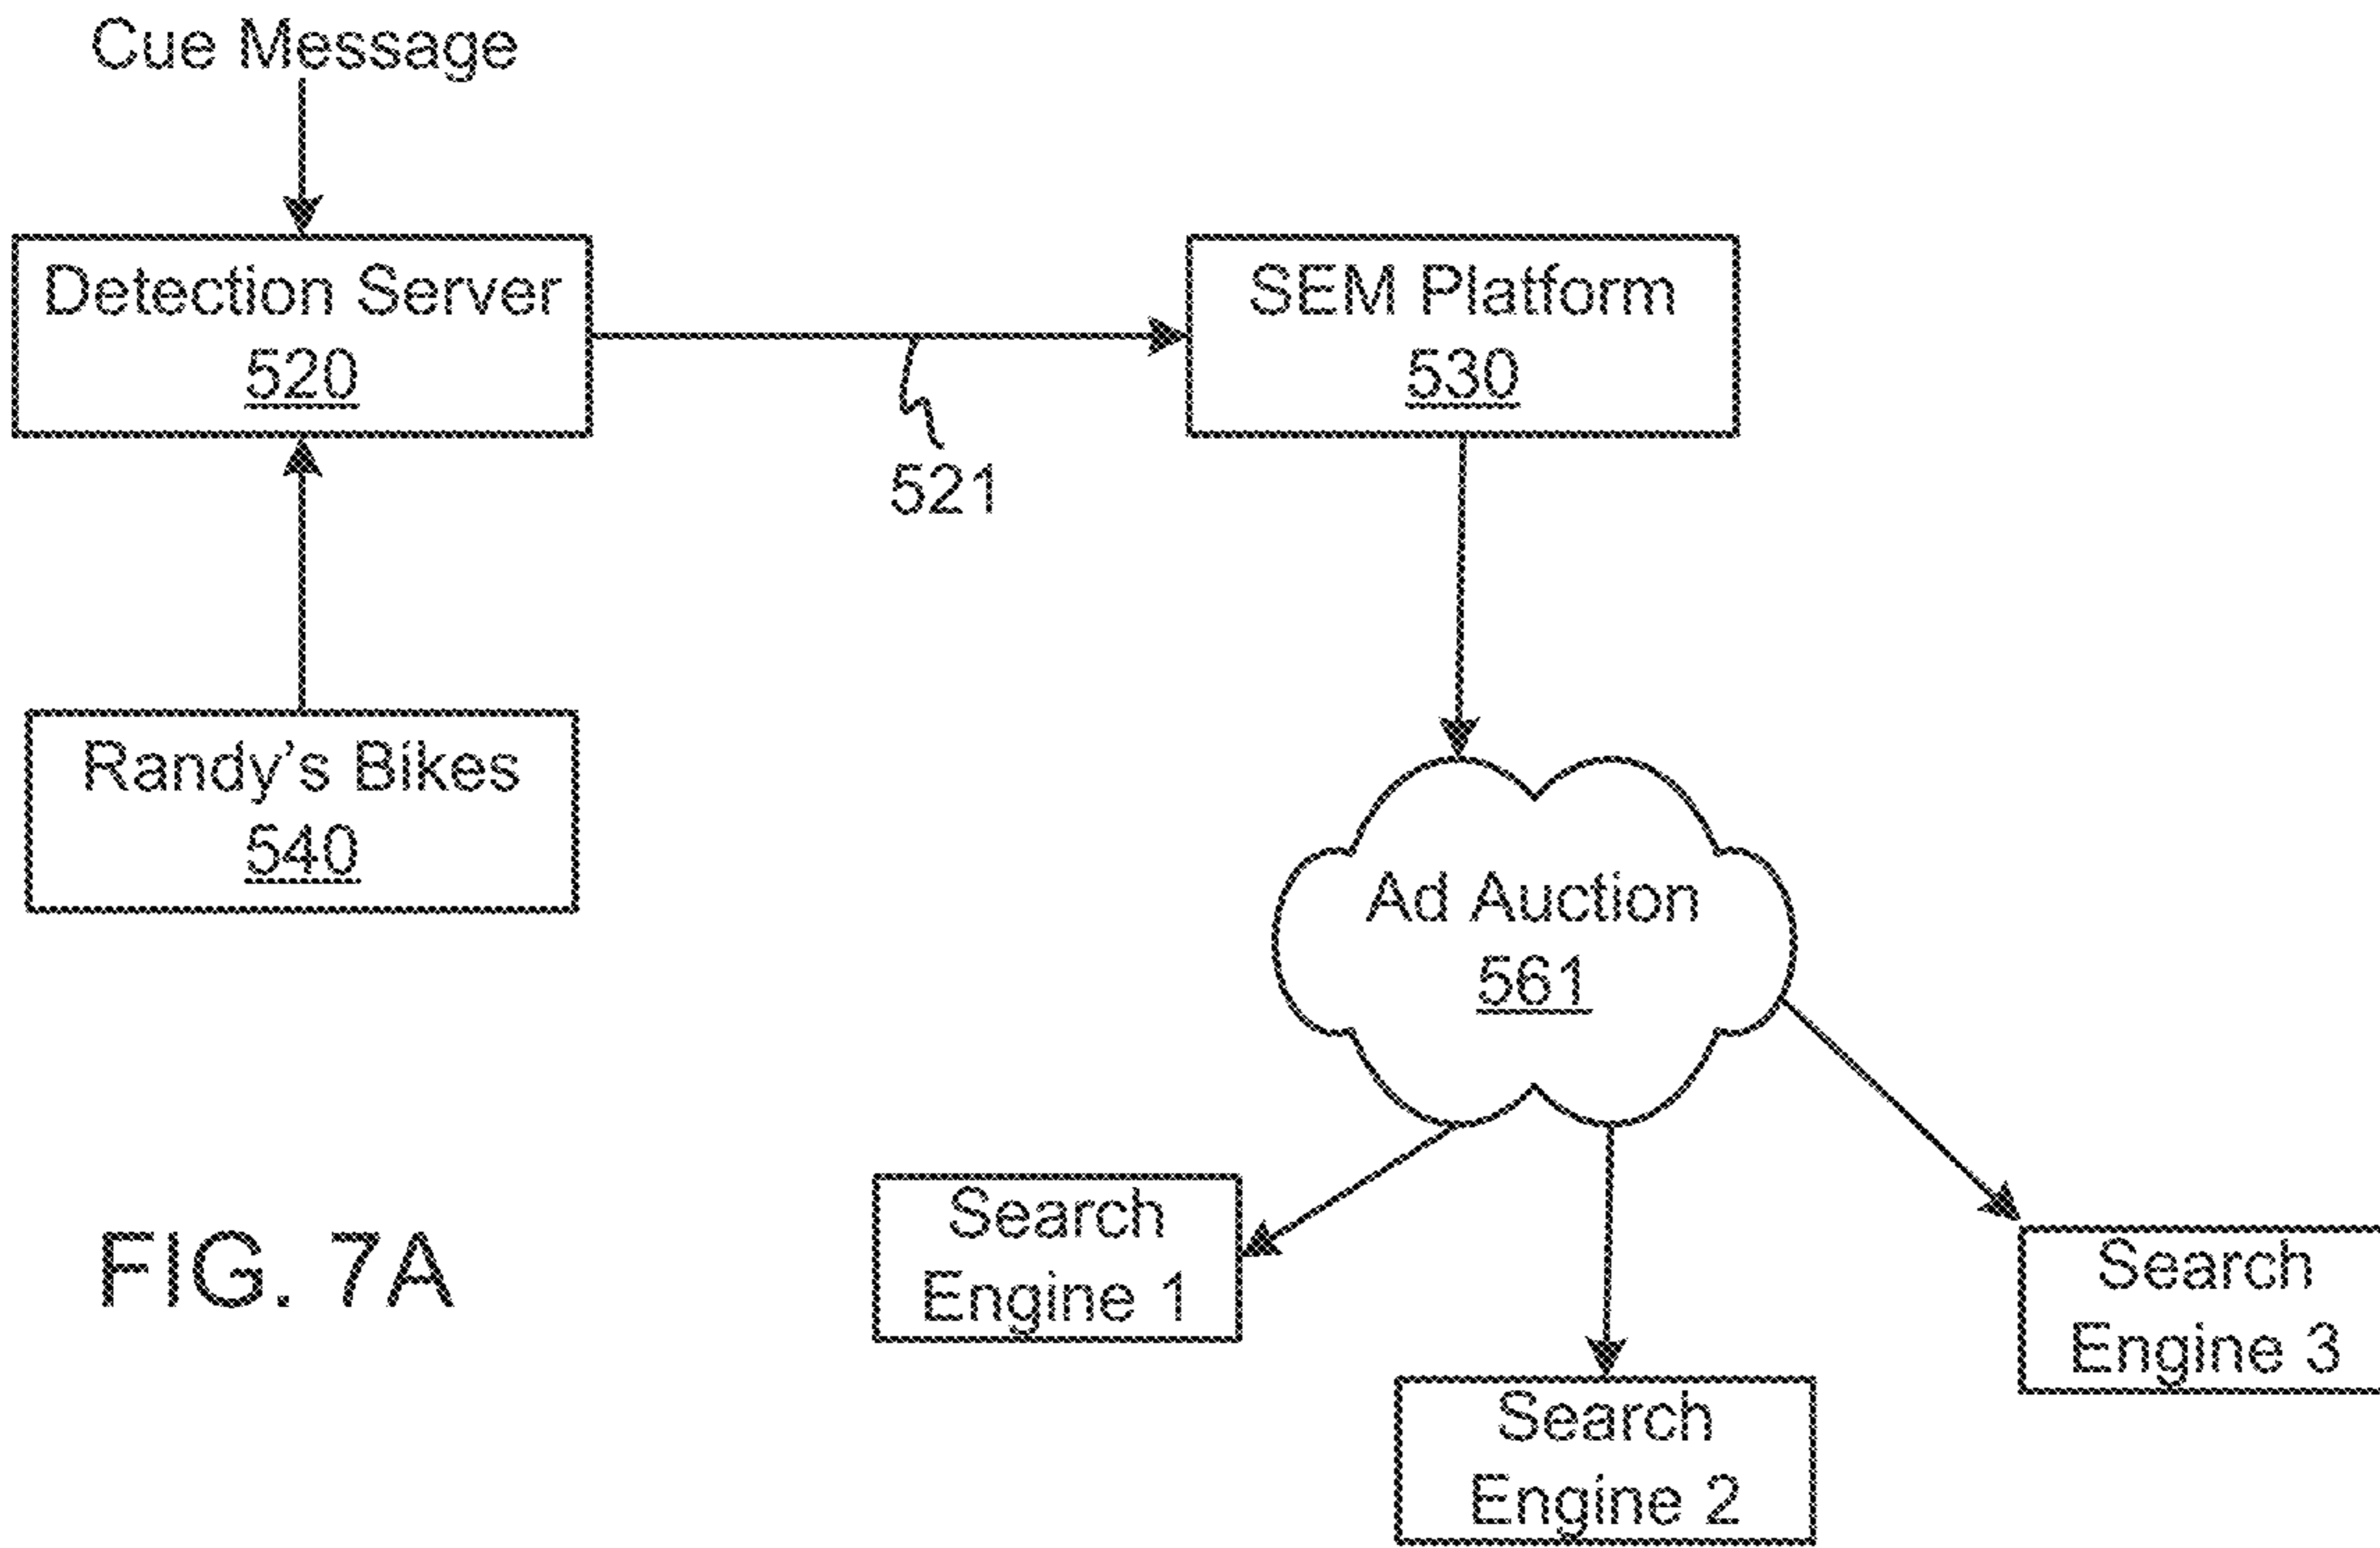 Cue Message
Detection Server
520
SEM Platform
530
521
Randy's Bikes
540
Ad Auction
561
Search
Engine 1
Search
Engine 3
Search
Engine 2
FIG. 7A